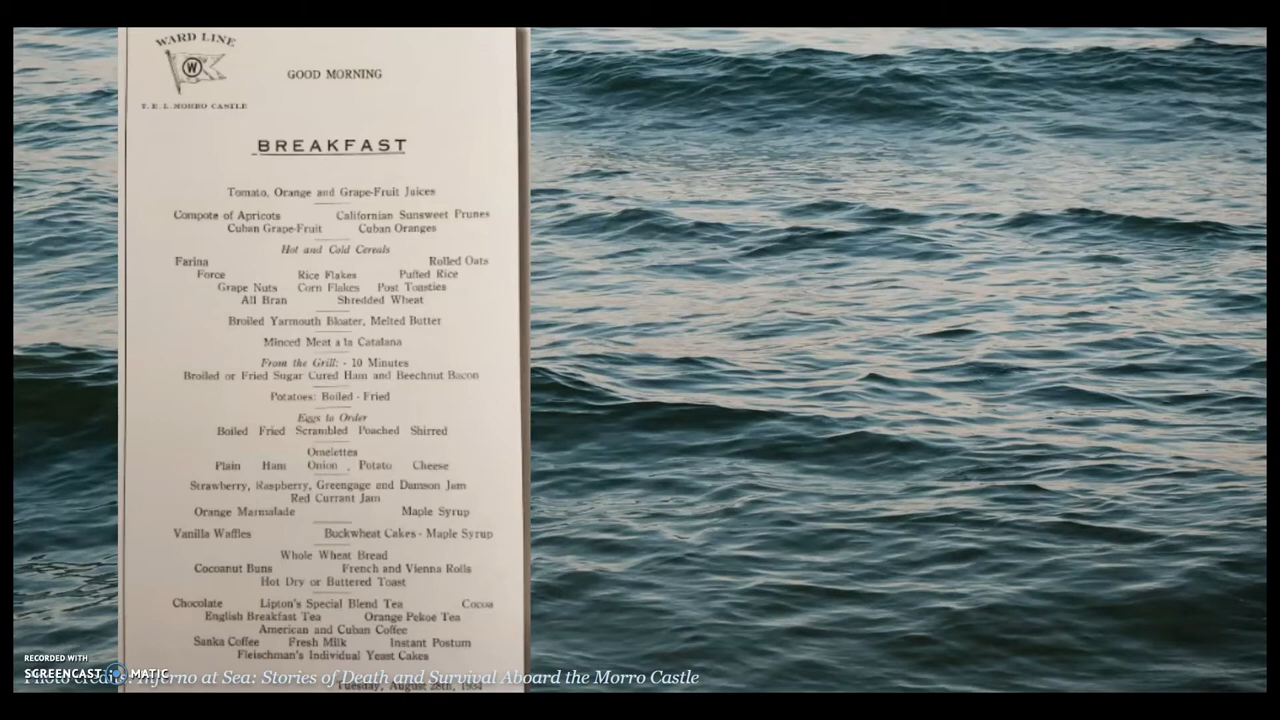 WARD LINE
W
T. E. L. MORRO CASTLE
GOOD MORNING
BREAKFAST
Tomato, Orange and Grape-Fruit Juices
Compote of Apricots Californian Sunsweet Prunes
Cuban Grape-Fruit Cuban Oranges
Hot and Cold Cereals
Farina Rolled Oats
Force Rice Flakes Puffed Rice
Grape Nuts Corn Flakes Post Toasties
All Bran Shredded Wheat
Broiled Yarmouth Bloater, Melted Butter
Minced Meat a la Catalana
From the Grill: - 10 Minutes
Broiled or Fried Sugar Cured Ham and Beechnut Bacon
Potatoes: Boiled - Fried
Eggs to Order
Boiled Fried Scrambled Poached Shirred
Omelettes
Plain Ham Onion Potato Cheese
Strawberry, Raspberry, Greengage and Damson Jam
Red Currant Jam
Orange Marmalade Maple Syrup
Vanilla Waffles Buckwheat Cakes - Maple Syrup
Whole Wheat Bread
Cocoanut Buns French and Vienna Rolls
Hot Dry or Buttered Toast
Chocolate Lipton's Special Blend Tea Cocoa
English Breakfast Tea Orange Pekoe Tea
American and Cuban Coffee
Sanka Coffee Fresh Milk Instant Postum
Fleischman's Individual Yeast Cakes
Tuesday, August 28th, 1934
RECORDED WITH
SCREENCAST MATIC
Photo credits: Inferno at Sea: Stories of Death and Survival Aboard the Morro Castle